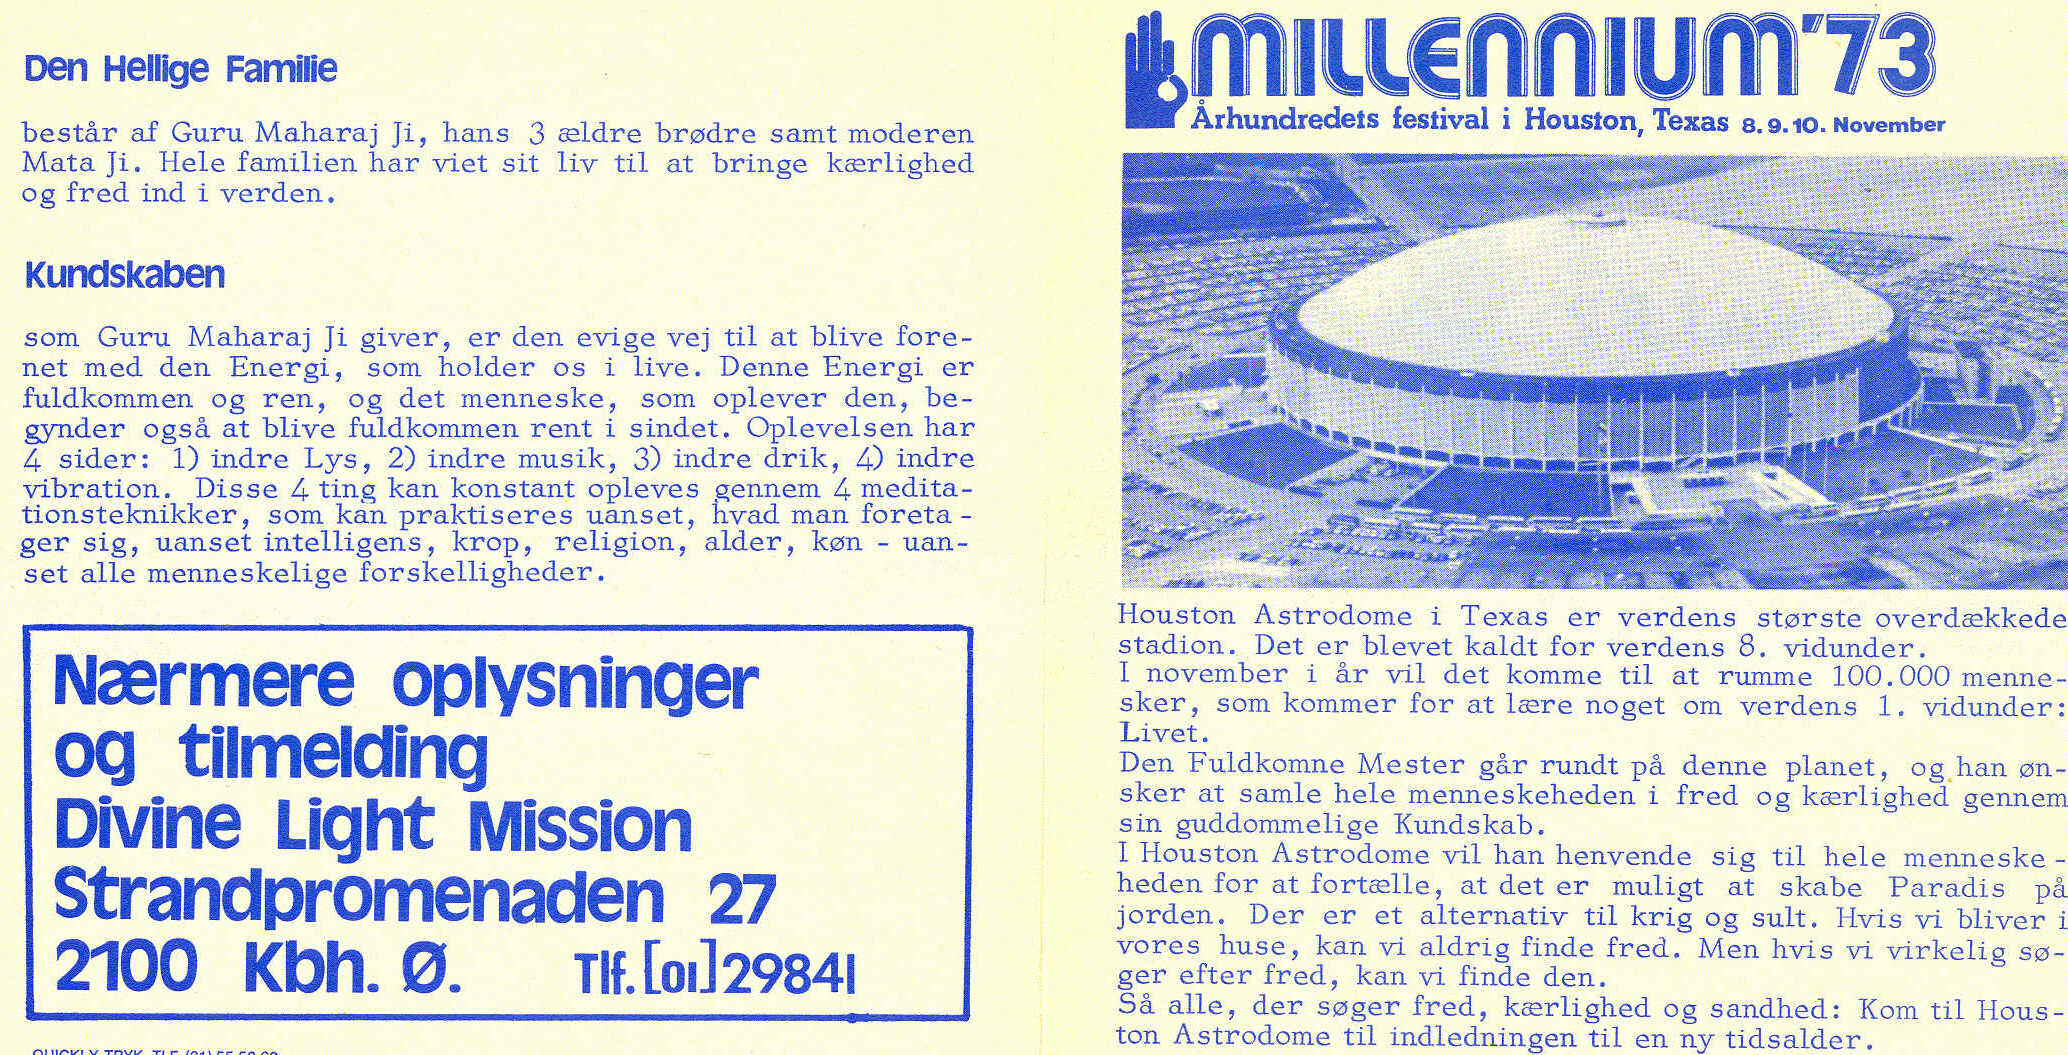 Den Hellige Familie
består af Guru Maharaj Ji, hans 3 ældre brødre samt moderen
Mata Ji. Hele familien har viet sit liv til at bringe kærlighed
og fred ind i verden.
Kundskaben
som Guru Maharaj Ji giver, er den evige vej til at blive fore-
net med den Energi, som holder os i live. Denne Energi er
fuldkommen og ren, og det menneske, som oplever den, be-
gynder også at blive fuldkommen rent i sindet. Oplevelsen har
4 sider: 1) indre Lys, 2) indre musik, 3) indre drik, 4) indre
vibration. Disse 4 ting kan konstant opleves gennem 4 medita-
tionsteknikker, som kan praktiseres uanset, hvad man foreta-
ger sig, uanset intelligens, krop, religion, alder, køn - uan-
set alle menneskelige forskelligheder.
Nærmere oplysninger
og tilmelding
Divine Light Mission
Strandpromenaden 27
2100 Kbh. Ø. Tlf. [01] 29841
QUICKLY TRYK. TLF.
MILLENNIUM '73
Århundredets festival i Houston, Texas 8. 9. 10. November
Houston Astrodome i Texas er verdens største overdækkede
stadion. Det er blevet kaldt for verdens 8. vidunder.
I november i år vil det komme til at rumme 100.000 menne-
sker, som kommer for at lære noget om verdens 1. vidunder:
Livet.
Den Fuldkomne Mester går rundt på denne planet, og han øn-
sker at samle hele menneskeheden i fred og kærlighed gennem
sin guddommelige Kundskab.
I Houston Astrodome vil han henvende sig til hele menneske-
heden for at fortælle, at det er muligt at skabe Paradis på
jorden. Der er et alternativ til krig og sult. Hvis vi bliver i
vores huse, kan vi aldrig finde fred. Men hvis vi virkelig sø-
ger efter fred, kan vi finde den.
Så alle, der søger fred, kærlighed og sandhed: Kom til Hous-
ton Astrodome til indledningen til en ny tidsalder.